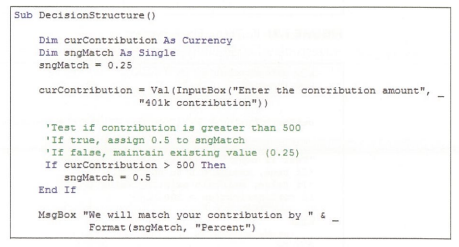 Sub DecisionStructure()
Dim curContribution As Currency
Dim sngMatch As Single
sngMatch = 0.25
curContribution = Val(InputBox("Enter the contribution amount", _
"401k contribution"))
'Test if contribution is greater than 500
'If true, assign 0.5 to sngMatch
'If false, maintain existing value (0.25)
If curContribution > 500 Then
sngMatch = 0.5
End If
MsgBox "We will match your contribution by " & _
Format(sngMatch, "Percent")